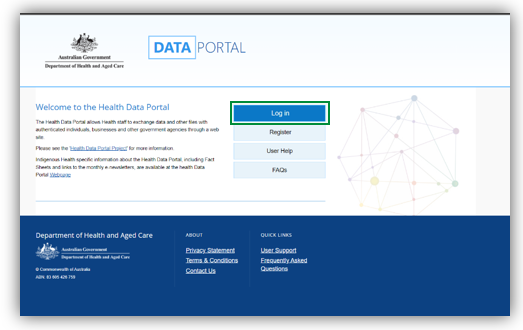 Australian Government
Department of Health and Aged Care
DATA PORTAL
Welcome to the Health Data Portal
The Health Data Portal allows Health staff to exchange data and other files with
authenticated individuals, businesses and other government agencies through a web
site.
Please see the 'Health Data Portal Project' for more information
Indigenous Health specific information about the Health Data Portal, including Fact
Sheets and links to the monthly e-newsletters, are available at the health Data
Portal Webpage
Log in
Register
User Help
FAQs
Department of Health and Aged Care
Australian Government
Department of Health and Aged Care
© Commonwealth of Australia
ABN: 83 605 426 759
ABOUT
Privacy Statement
Terms & Conditions
Contact Us
QUICK LINKS
User Support
Frequently Asked
Questions